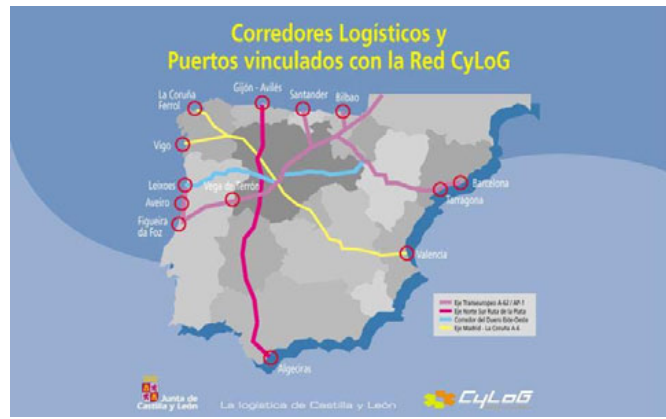 Corredores Logísticos y
Puertos vinculados con la Red CyLoG
La Coruña
Ferrol
Gijón - Avilés
Santander
Bilbao
Vigo
Leixoes
Aveiro
Figueira
da Foz
Vega de Terrón
Barcelona
Tarragona
Valencia
Algeciras
Eje Transeuropeo A-62 / AP-1
Eje Norte Sur Ruta de la Plata
Corredor del Duero Este-Oeste
Eje Madrid - La Coruña A-6
Junta de
Castilla y León
La logística de Castilla y León
CyLoG